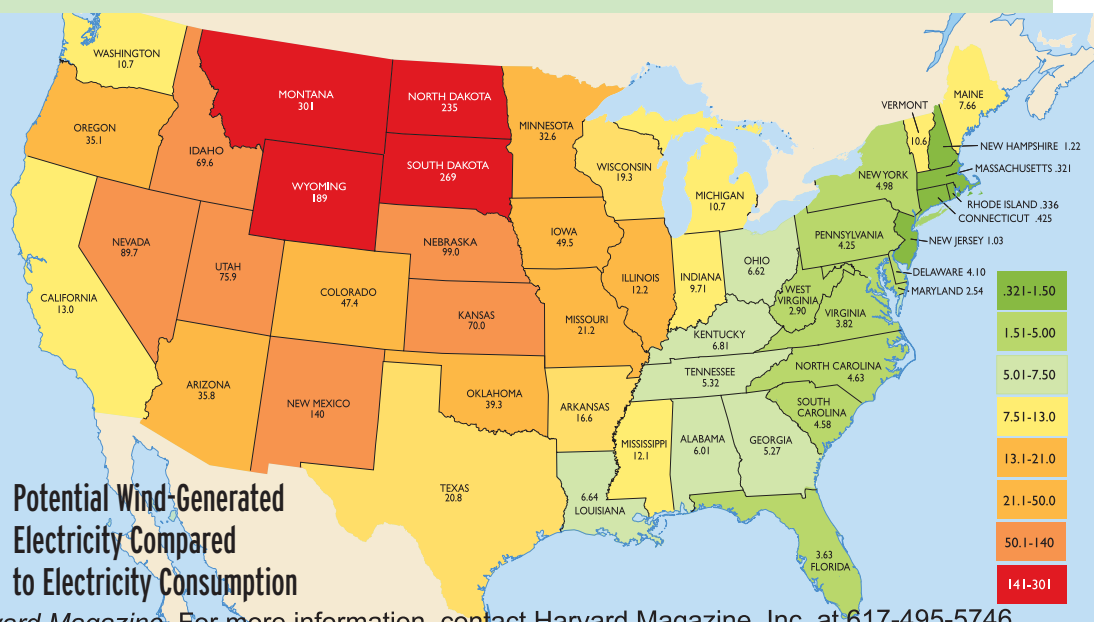 WASHINGTON
10.7
MONTANA
301
NORTH DAKOTA
235
MINNESOTA
32.6
OREGON
35.1
IDAHO
69.6
WYOMING
189
SOUTH DAKOTA
269
WISCONSIN
19.3
MICHIGAN
10.7
VERMONT
10.6
MAINE
7.66
NEW HAMPSHIRE 1.22
MASSACHUSETTS .321
NEW YORK
4.98
RHODE ISLAND .336
CONNECTICUT .425
NEW JERSEY 1.03
PENNSYLVANIA
4.25
DELAWARE 4.10
MARYLAND 2.54
NEVADA
89.7
UTAH
75.9
NEBRASKA
99.0
IOWA
49.5
ILLINOIS
12.2
INDIANA
9.71
OHIO
6.62
WEST
VIRGINIA
2.90
VIRGINIA
3.82
CALIFORNIA
13.0
COLORADO
47.4
KANSAS
70.0
MISSOURI
21.2
KENTUCKY
6.81
TENNESSEE
5.32
NORTH CAROLINA
4.63
SOUTH
CAROLINA
4.58
ARIZONA
35.8
NEW MEXICO
140
OKLAHOMA
39.3
ARKANSAS
16.6
MISSISSIPPI
12.1
ALABAMA
6.01
GEORGIA
5.27
TEXAS
20.8
6.64
LOUISIANA
3.63
FLORIDA
.321-1.50
1.51-5.00
5.01-7.50
7.51-13.0
13.1-21.0
21.1-50.0
50.1-140
141-301
Potential Wind-Generated
Electricity Compared
to Electricity Consumption
Magazine. For more information, contact Harvard Magazine, Inc. at 617-495-5746